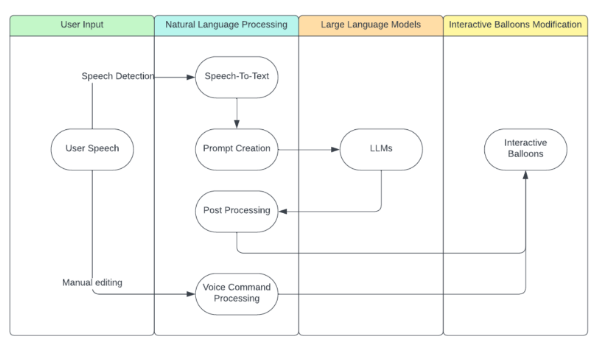 User Input
Natural Language Processing
Large Language Models
Interactive Balloons Modification
Speech Detection
Speech-To-Text
User Speech
Prompt Creation
LLMs
Interactive
Balloons
Post Processing
Manual editing
Voice Command
Processing